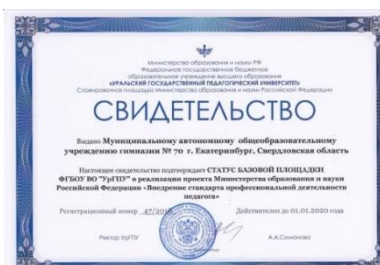 Министерство образования и науки РФ
Федеральное государственное бюджетное
образовательное учреждение высшего образования
«УРАЛЬСКИЙ ГОСУДАРСТВЕННЫЙ ПЕДАГОГИЧЕСКИЙ УНИВЕРСИТЕТ»
Стажировочная площадка Министерства образования и науки Российской Федерации
СВИДЕТЕЛЬСТВО
Выдано Муниципальному автономному общеобразовательному
учреждению гимназии № 70 г. Екатеринбург, Свердловская область
Настоящее свидетельство подтверждает СТАТУС БАЗОВОЙ ПЛОЩАДКИ
ФГБОУ ВО "УрГПУ" в реализации проекта Министерства образования и науки
Российской Федерации «Внедрение стандарта профессиональной деятельности
педагога»
Регистрационный номер 47/201 Действителен до 01.01.2020 года
Ректор УрГПУ А.А.Симонова